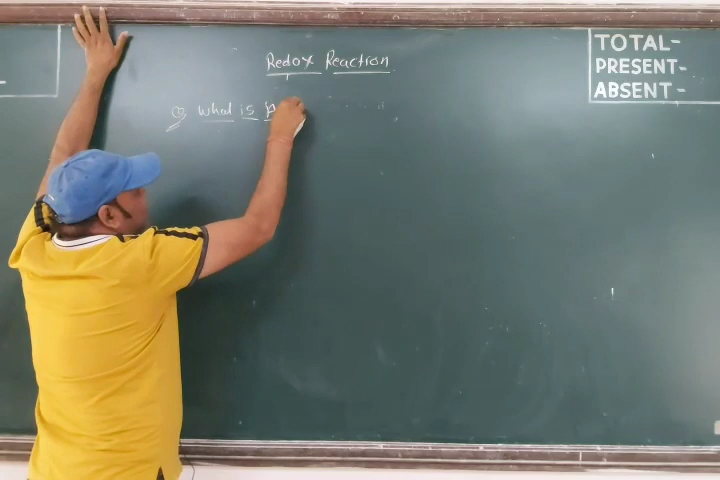 Redox Reaction
Q What is
TOTAL-
PRESENT-
ABSENT-